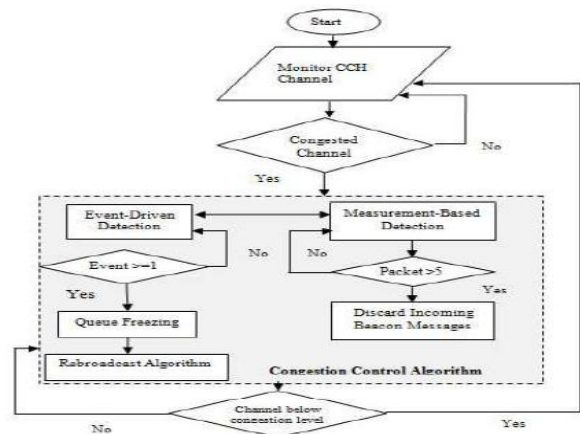 Start
Monitor CCH
Channel
Congested
Channel
No
Yes
Event-Driven
Detection
Measurement-Based
Detection
No
No
Event >=1
Packet >5
Yes
Yes
Queue Freezing
Discard Incoming
Beacon Messages
Rebroadcast Algorithm
Congestion Control Algorithm
Channel below
congestion level
No
Yes